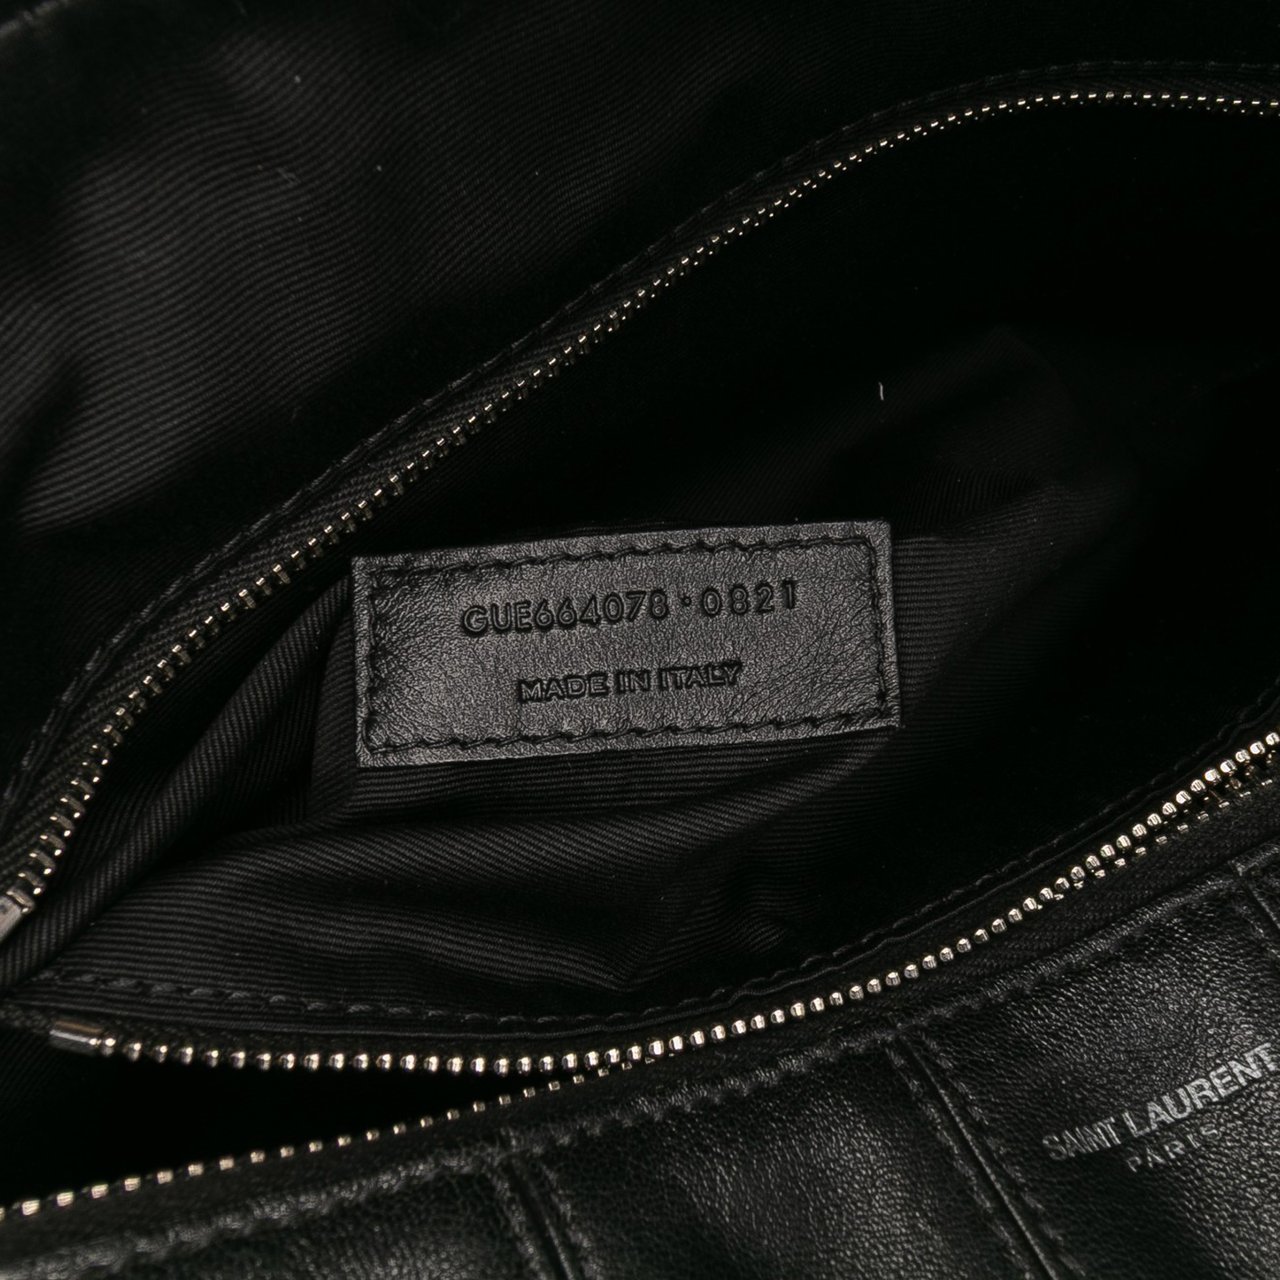 GUE664078·0821
MADE IN ITALY
SAINT LAURENT
PARIS